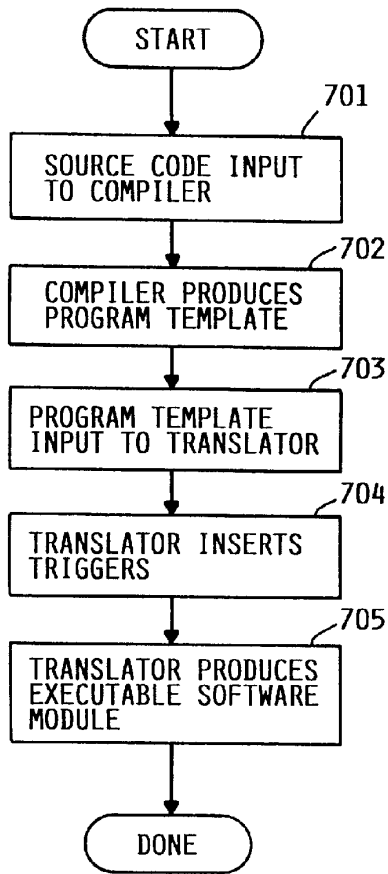 START
701
SOURCE CODE INPUT
TO COMPILER
702
COMPILER PRODUCES
PROGRAM TEMPLATE
703
PROGRAM TEMPLATE
INPUT TO TRANSLATOR
704
TRANSLATOR INSERTS
TRIGGERS
705
TRANSLATOR PRODUCES
EXECUTABLE SOFTWARE
MODULE
DONE